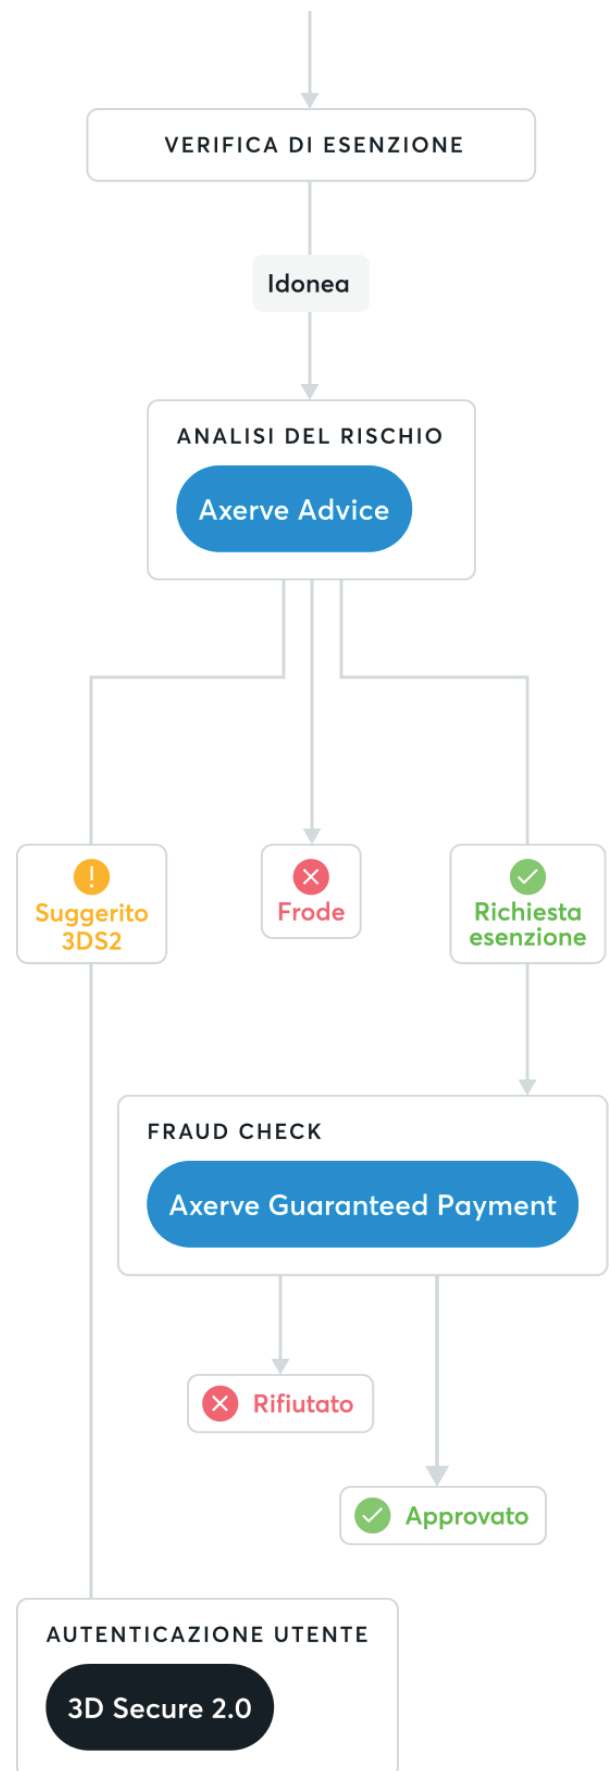 VERIFICA DI ESENZIONE
Idonea
ANALISI DEL RISCHIO
Axerve Advice
Suggerito
3DS2
Frode
Richiesta
esenzione
FRAUD CHECK
Axerve Guaranteed Payment
Rifiutato
Approvato
AUTENTICAZIONE UTENTE
3D Secure 2.0